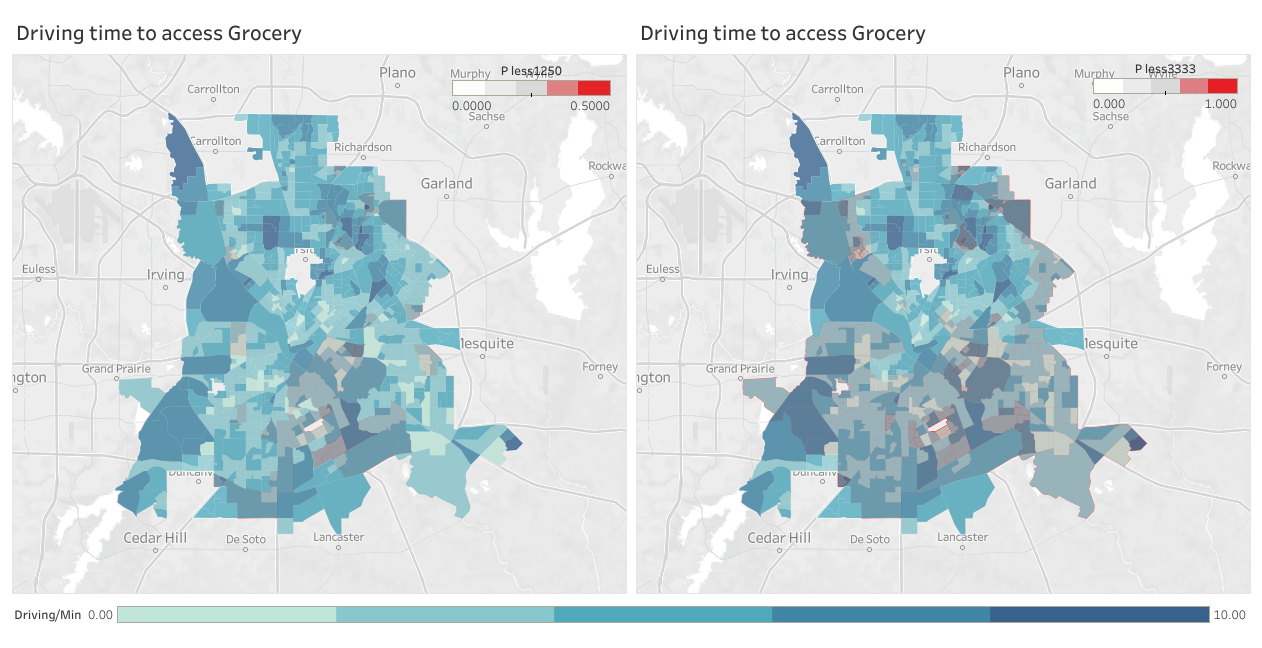 Driving time to access Grocery
Plano
Murphy
P less1250
Carrollton
0.0000
0.5000
Sachse
Carrollton
Richardson
Rockwa
Garland
Euless
Irving
Mesquite
Grand Prairie
Forney
ngton
Cedar Hill
De Soto
Lancaster
Driving time to access Grocery
Plano
Murphy
P less3333
Wylie
Carrollton
0.000
1.000
Sachse
Carrollton
Richardson
Rockwa
Garland
Euless
Irving
lesquite
Grand Prairie
Forney
ngton
Duncanv
Cedar Hill
De Soto
Lancaster
Driving/Min 0.00
10.00